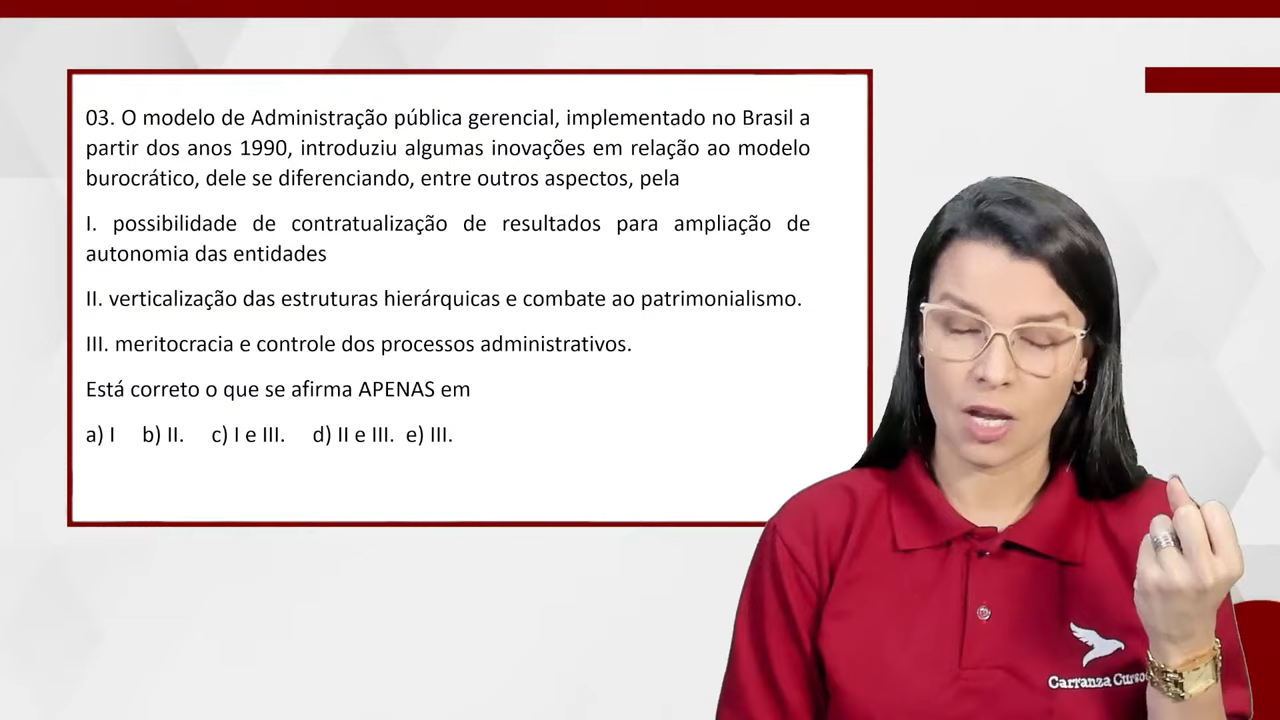 03. O modelo de Administração pública gerencial, implementado no Brasil a
partir dos anos 1990, introduziu algumas inovações em relação ao modelo
burocrático, dele se diferenciando, entre outros aspectos, pela
I. possibilidade de contratualização de resultados para ampliação de
autonomia das entidades
II. verticalização das estruturas hierárquicas e combate ao patrimonialismo.
III. meritocracia e controle dos processos administrativos.
Está correto o que se afirma APENAS em
a) I b) II. c) I e III. d) II e III. e) III.
Carranza